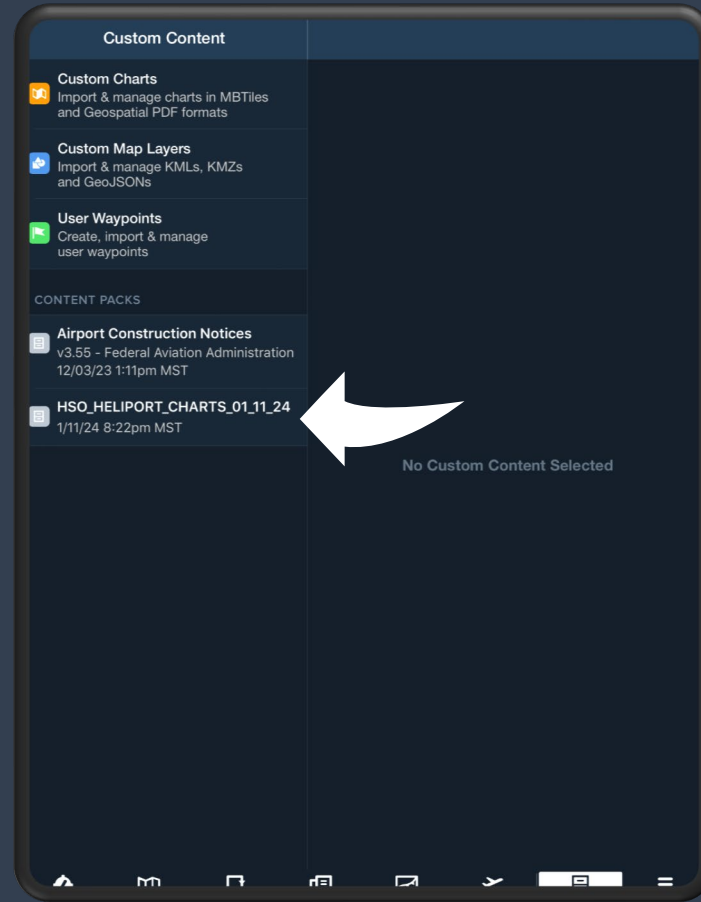 Custom Content
Custom Charts
Import & manage charts in MBTiles
and Geospatial PDF formats
Custom Map Layers
Import & manage KMLs, KMZs
and GeoJSONs
User Waypoints
Create, import & manage
user waypoints
CONTENT PACKS
Airport Construction Notices
v3.55 - Federal Aviation Administration
12/03/23 1:11pm MST
HSO_HELIPORT_CHARTS_01_11_24
1/11/24 8:22pm MST
No Custom Content Selected